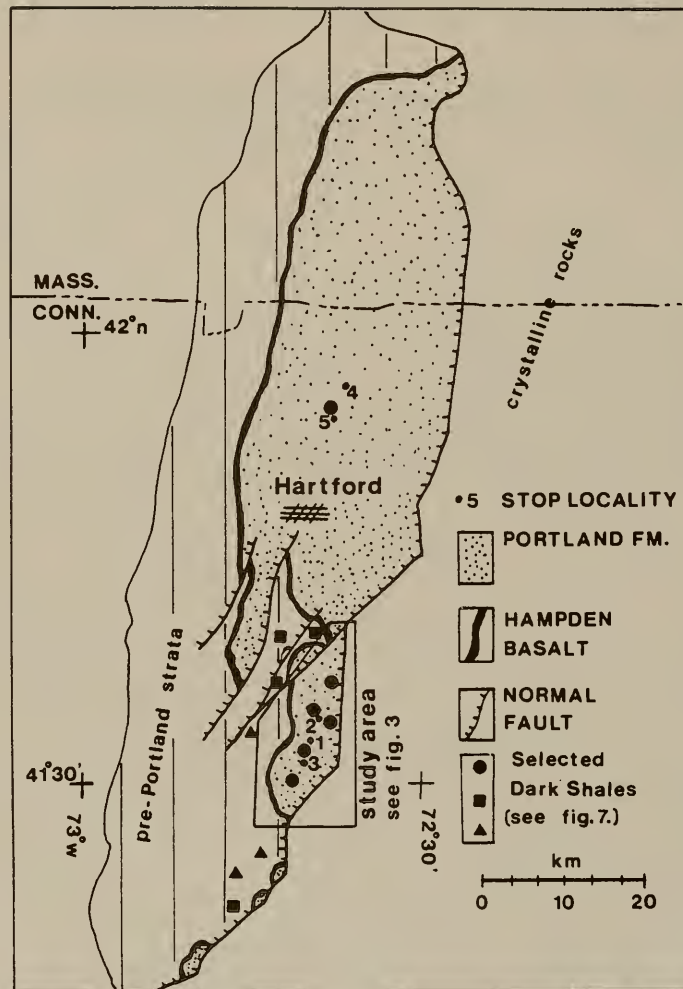 MASS.
CONN.
42°n
crystalline rocks
•4
5•
Hartford
•5 STOP LOCALITY
PORTLAND FM.
HAMPDEN
BASALT
NORMAL
FAULT
Selected
Dark Shales
(see fig.7.)
pre-Portland strata
2
1
3
study area
see fig. 3
41°30'
73°w
72°30'
km
0 10 20